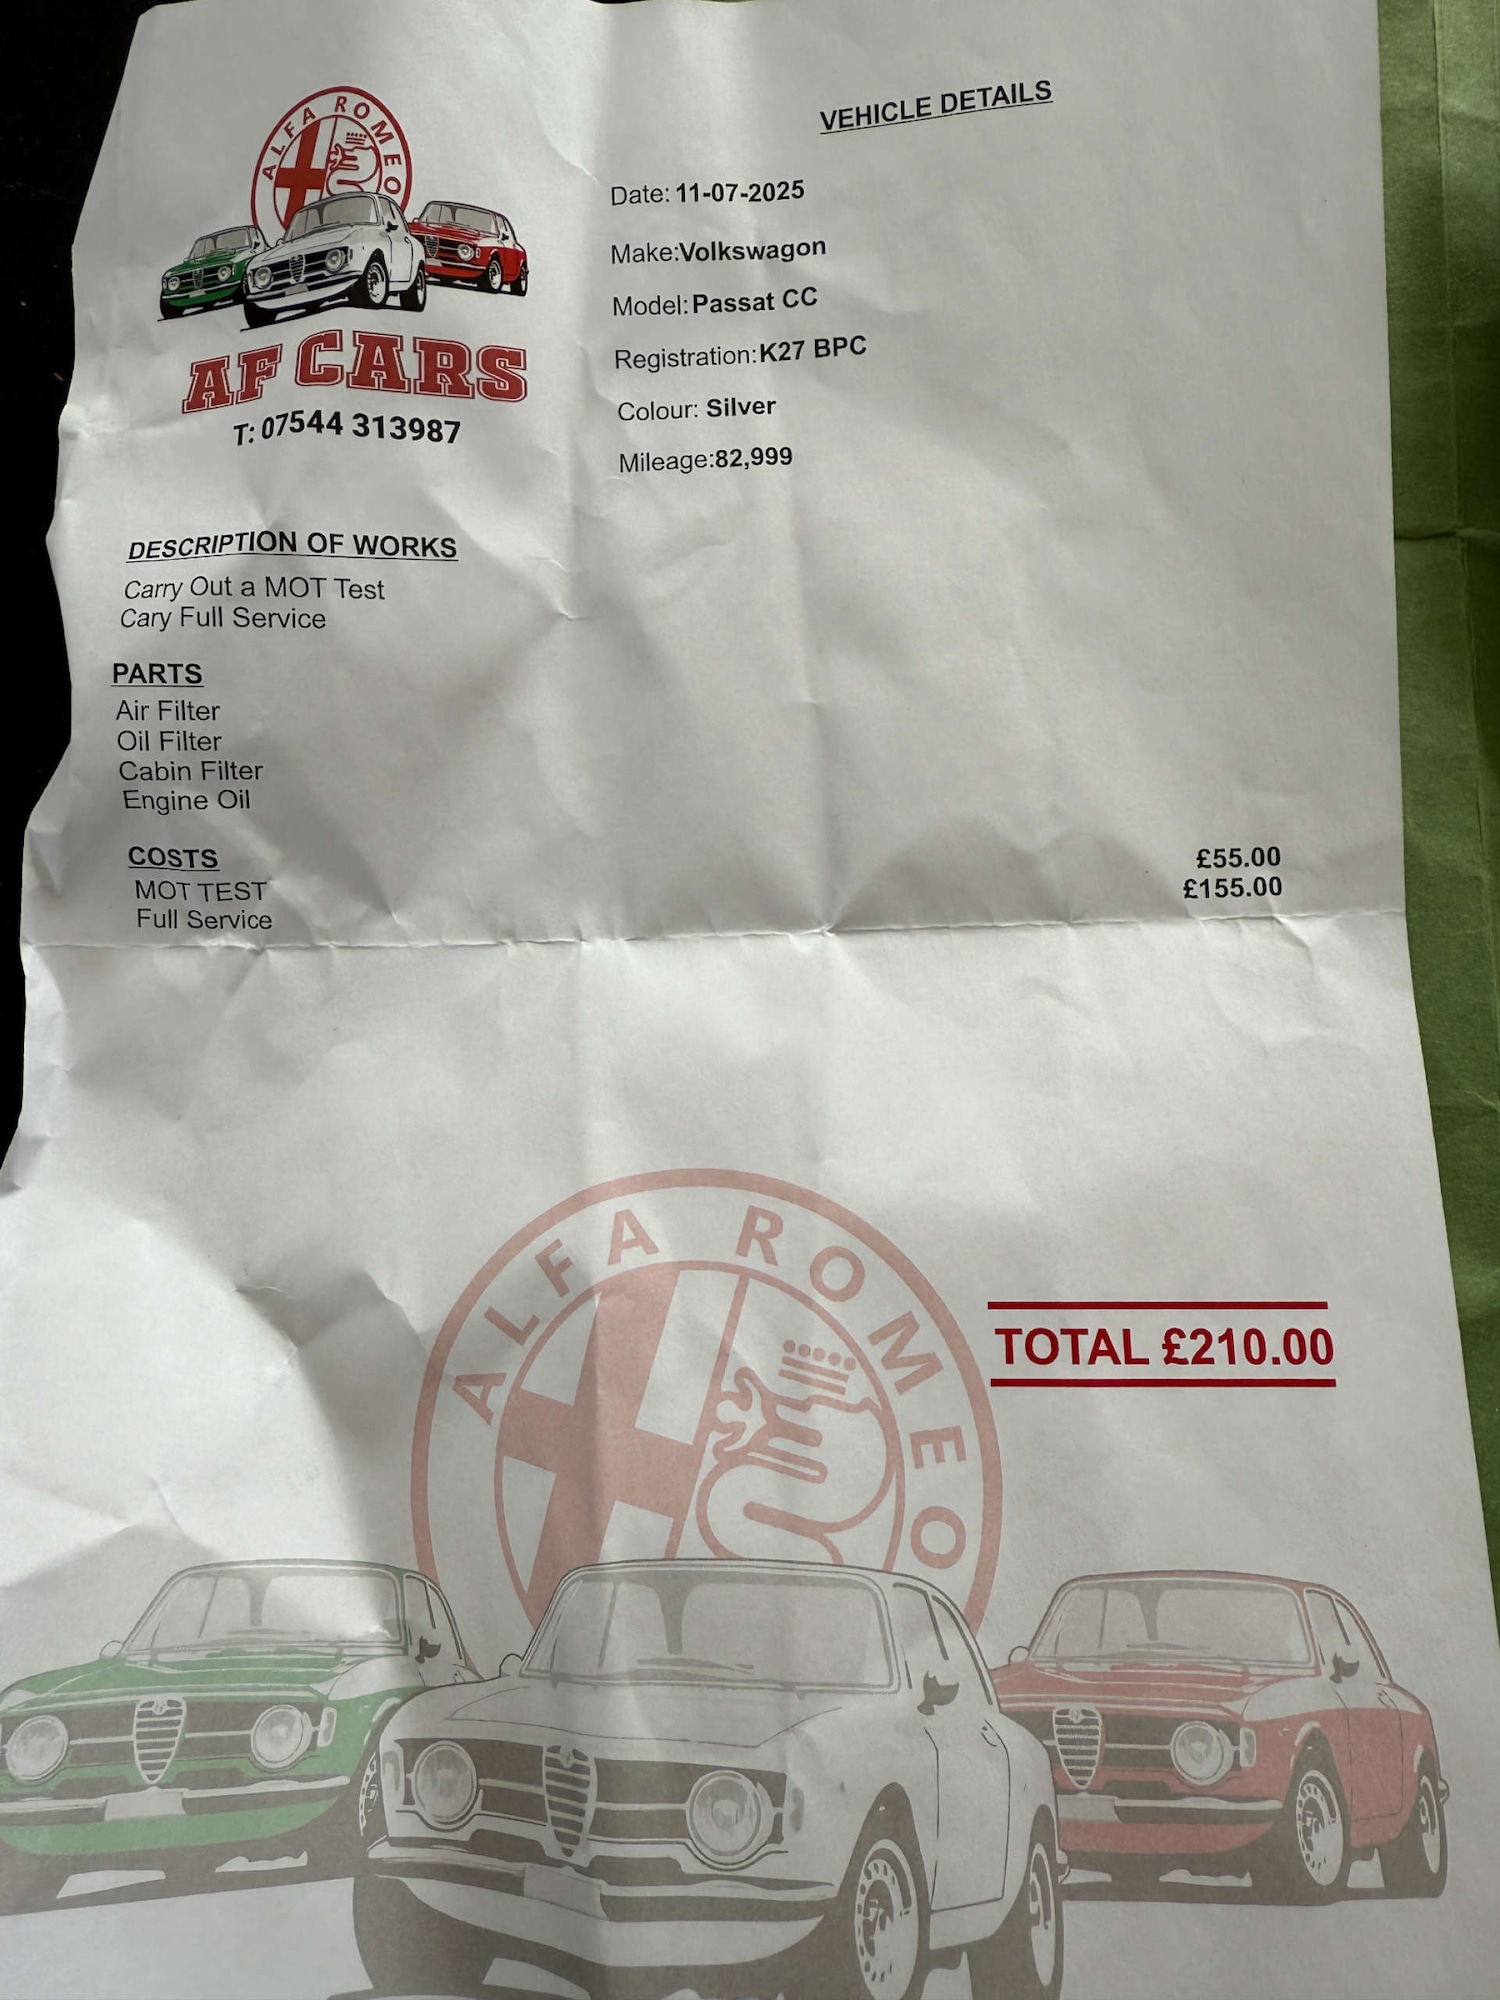 ALFA ROMEO
AF CARS
T: 07544 313987
VEHICLE DETAILS
Date: 11-07-2025
Make:Volkswagon
Model:Passat CC
Registration:K27 BPC
Colour: Silver
Mileage:82,999
DESCRIPTION OF WORKS
Carry Out a MOT Test
Cary Full Service
PARTS
Air Filter
Oil Filter
Cabin Filter
Engine Oil
COSTS
MOT TEST £55.00
Full Service £155.00
ALFA ROMEO
TOTAL £210.00